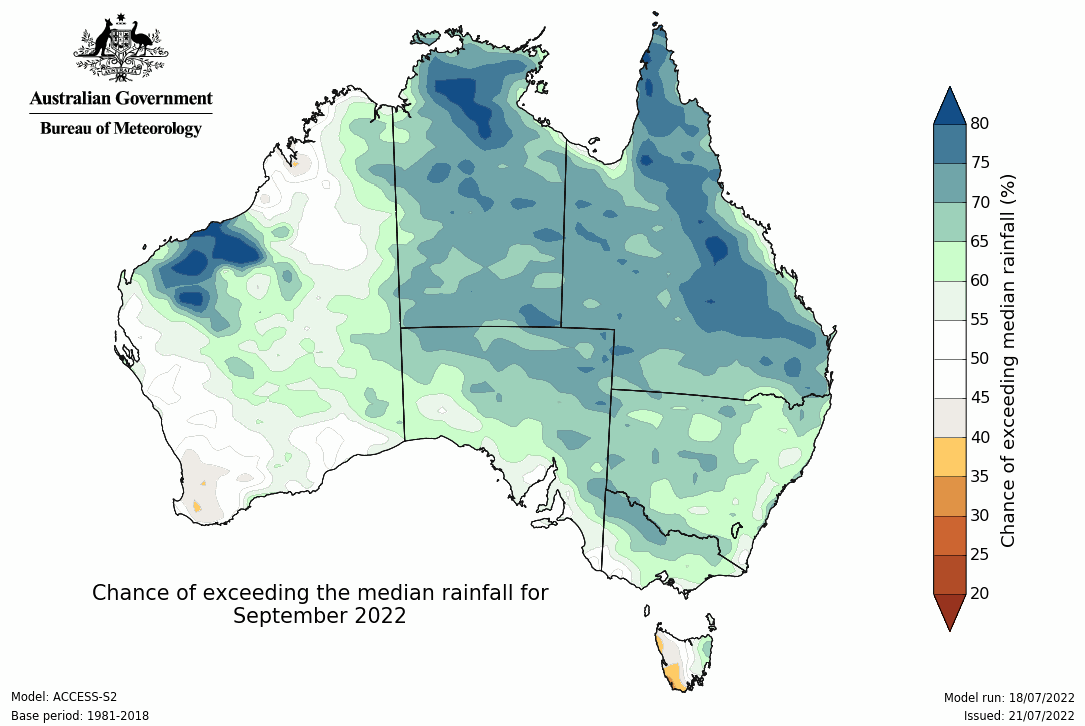 Australian Government
Bureau of Meteorology
80
75
70
65
60
55
50
45
40
35
30
25
20
Chance of exceeding median rainfall (%)
Chance of exceeding the median rainfall for
September 2022
Model: ACCESS-S2
Base period: 1981-2018
Model run: 18/07/2022
Issued: 21/07/2022